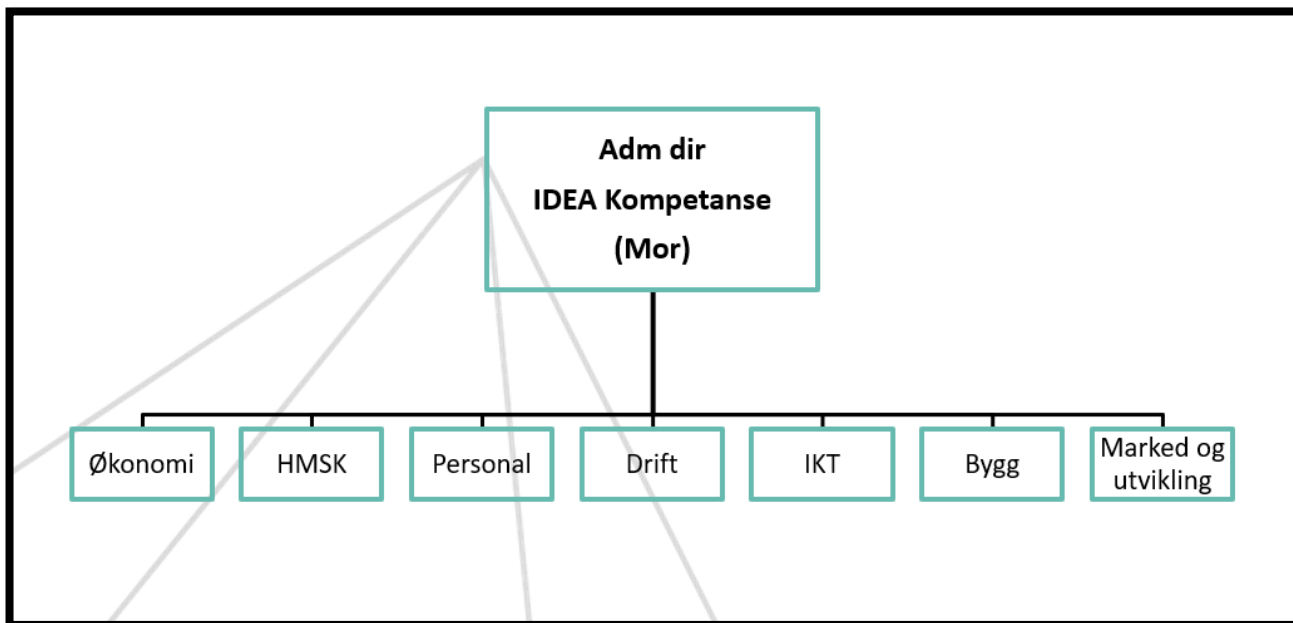 Adm dir
IDEA Kompetanse
(Mor)
Økonomi
HMSK
Personal
Drift
IKT
Bygg
Marked og
utvikling